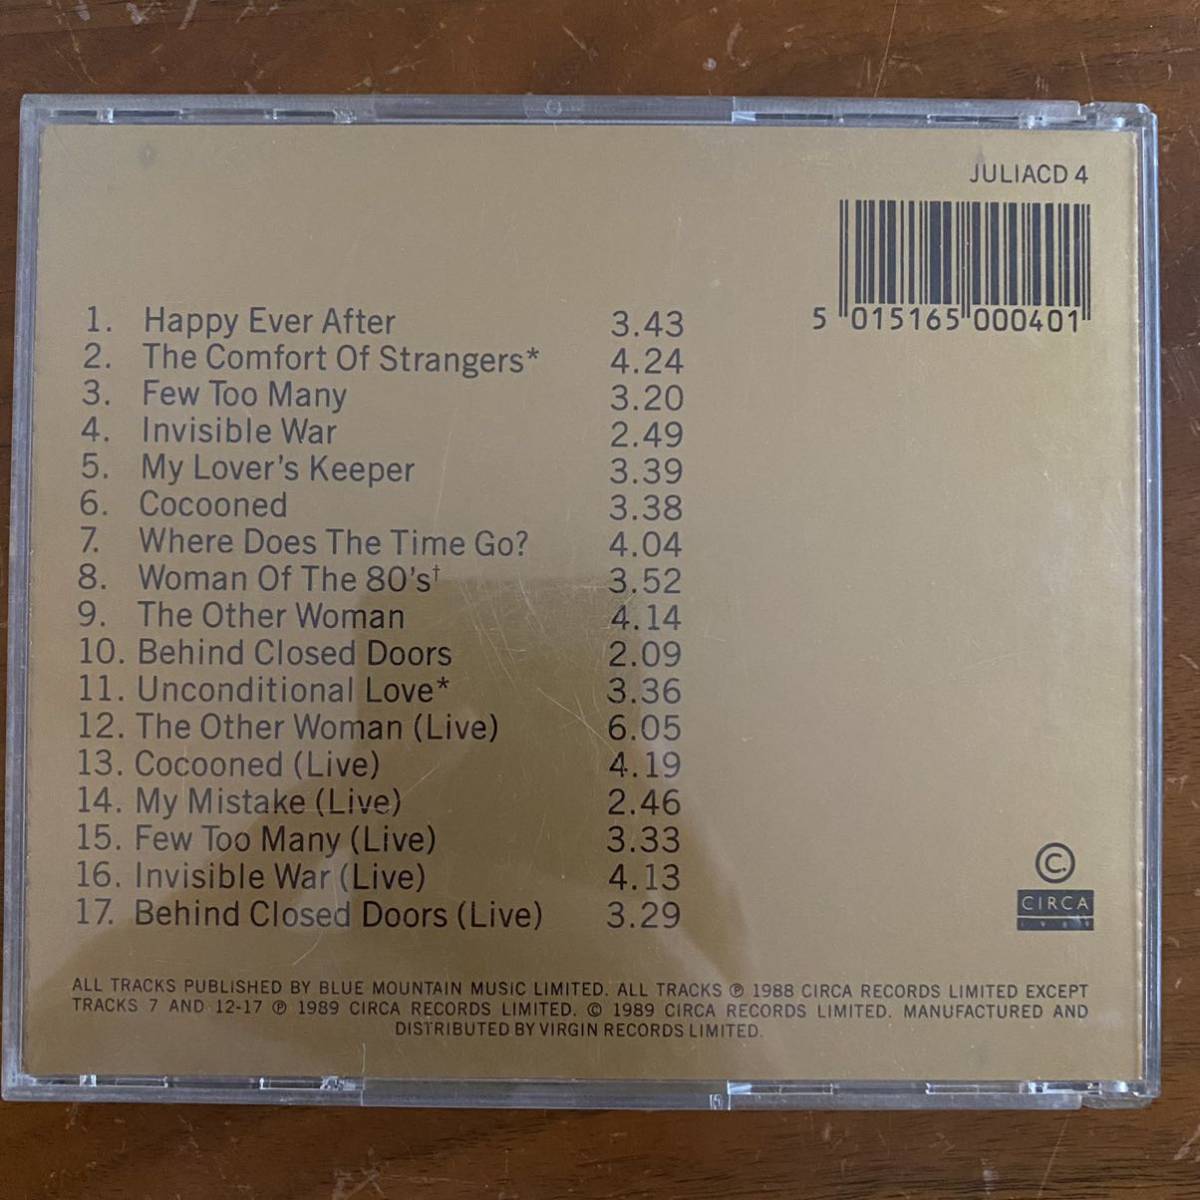 JULIACD 4
5 015165 000401
1. Happy Ever After 3.43
2. The Comfort Of Strangers* 4.24
3. Few Too Many 3.20
4. Invisible War 2.49
5. My Lover's Keeper 3.39
6. Cocooned 3.38
7. Where Does The Time Go? 4.04
8. Woman Of The 80's† 3.52
9. The Other Woman 4.14
10. Behind Closed Doors 2.09
11. Unconditional Love* 3.36
12. The Other Woman (Live) 6.05
13. Cocooned (Live) 4.19
14. My Mistake (Live) 2.46
15. Few Too Many (Live) 3.33
16. Invisible War (Live) 4.13
17. Behind Closed Doors (Live) 3.29
©
CIRCA
1989
ALL TRACKS PUBLISHED BY BLUE MOUNTAIN MUSIC LIMITED. ALL TRACKS ℗ 1988 CIRCA RECORDS LIMITED EXCEPT
TRACKS 7 AND 12-17 ℗ 1989 CIRCA RECORDS LIMITED. © 1989 CIRCA RECORDS LIMITED. MANUFACTURED AND
DISTRIBUTED BY VIRGIN RECORDS LIMITED.